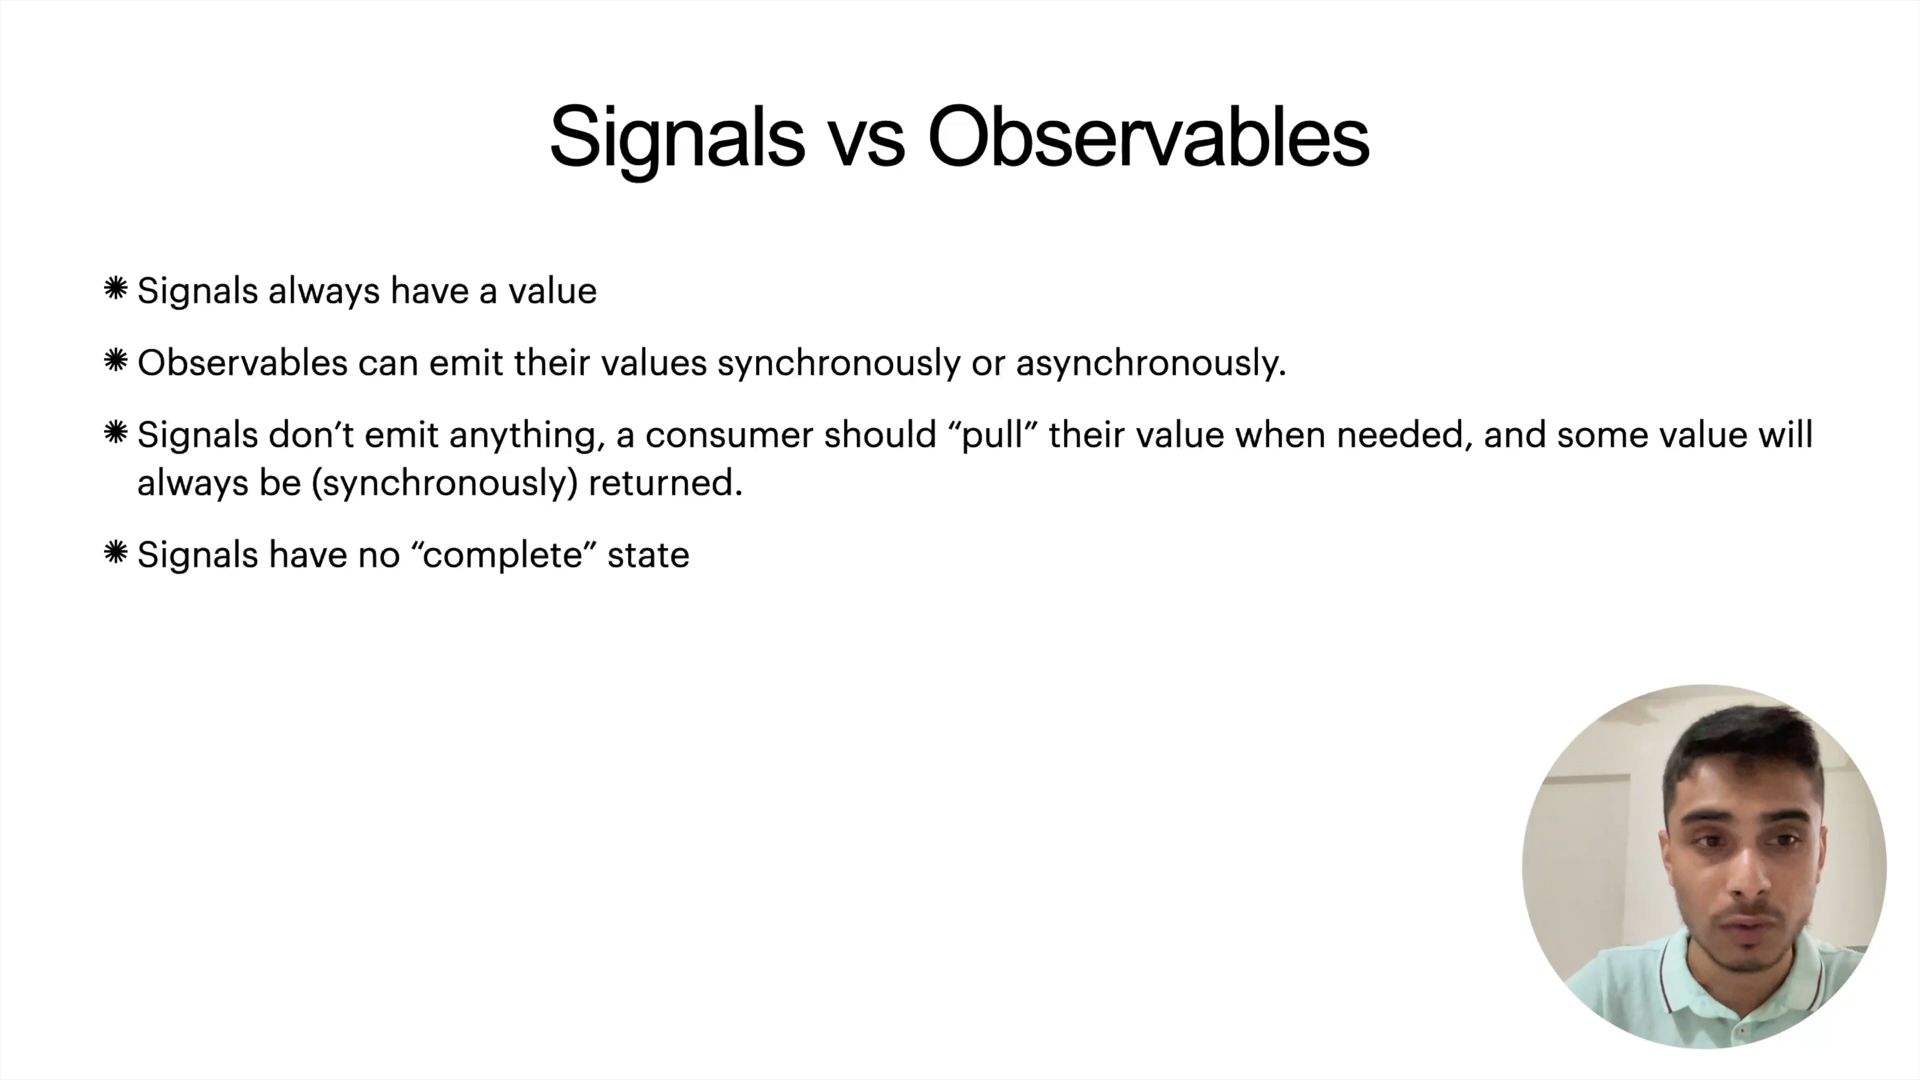 Signals vs Observables
✺ Signals always have a value
✺ Observables can emit their values synchronously or asynchronously.
✺ Signals don’t emit anything, a consumer should “pull” their value when needed, and some value will
always be (synchronously) returned.
✺ Signals have no “complete” state